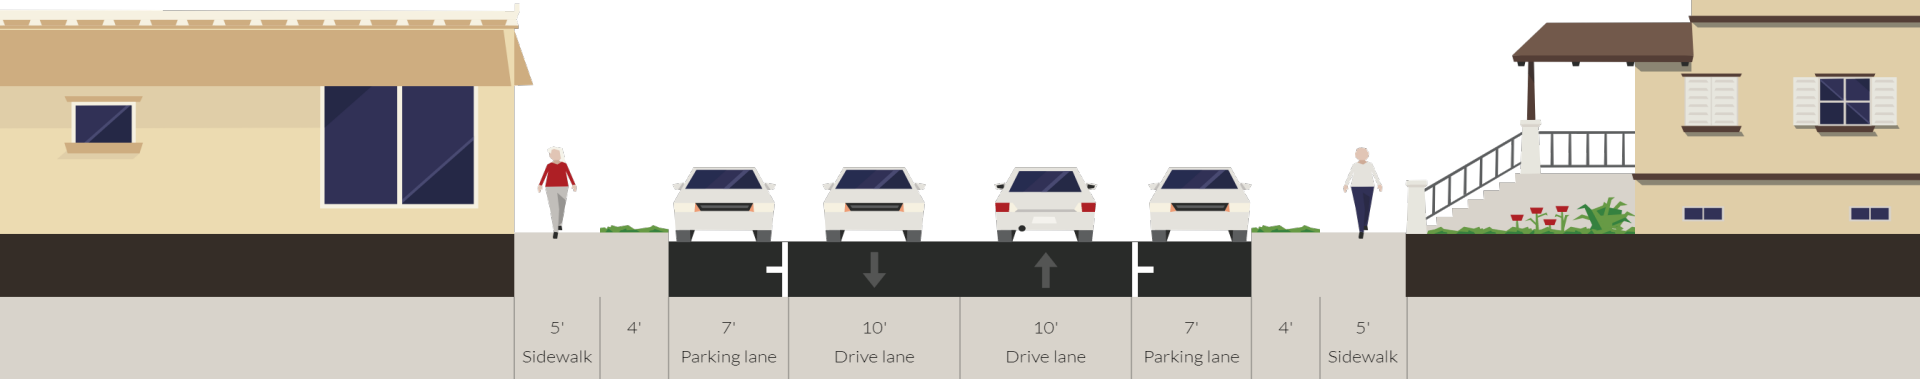 5' 4' 7' 10' 10' 7' 4' 5'
Sidewalk Parking lane Drive lane Drive lane Parking lane Sidewalk